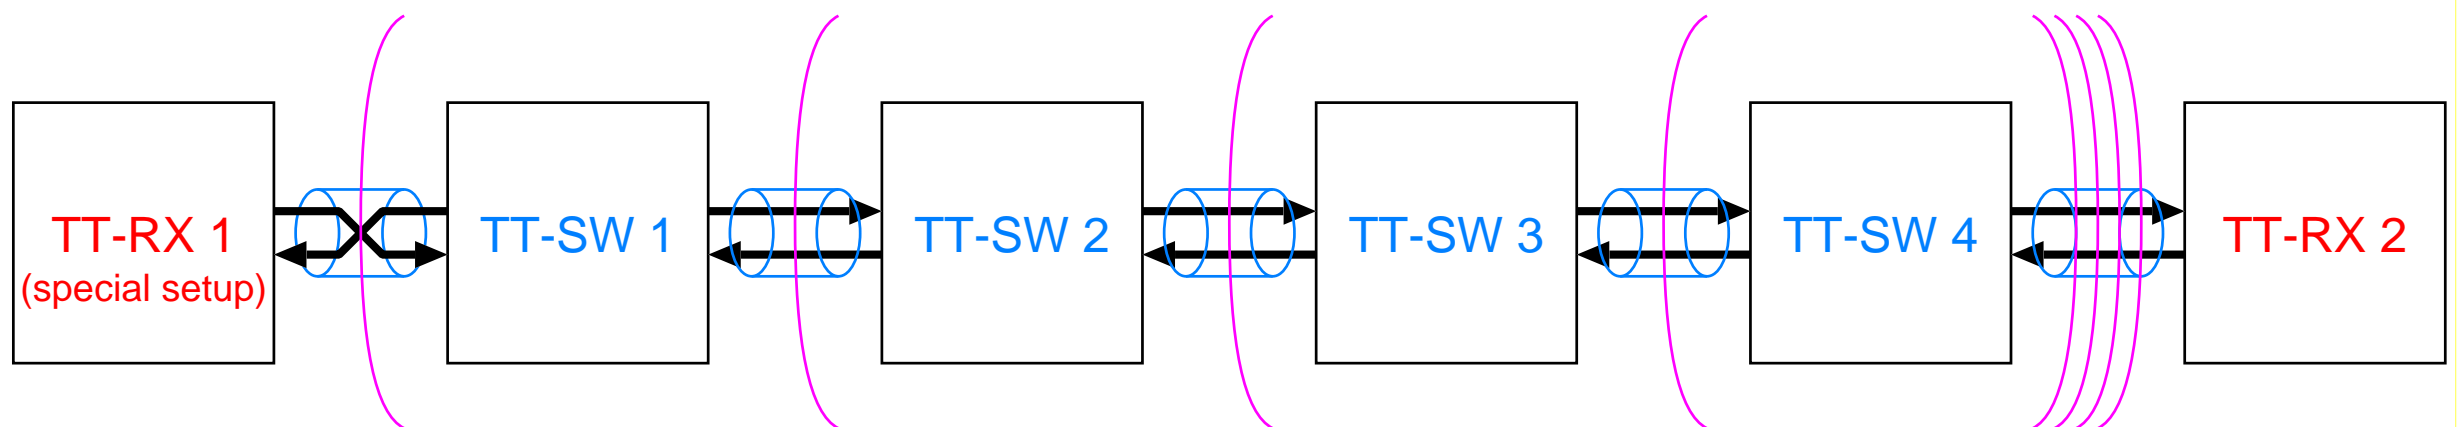 TT-RX 1
(special setup)
TT-SW 1
TT-SW 2
TT-SW 3
TT-SW 4
TT-RX 2